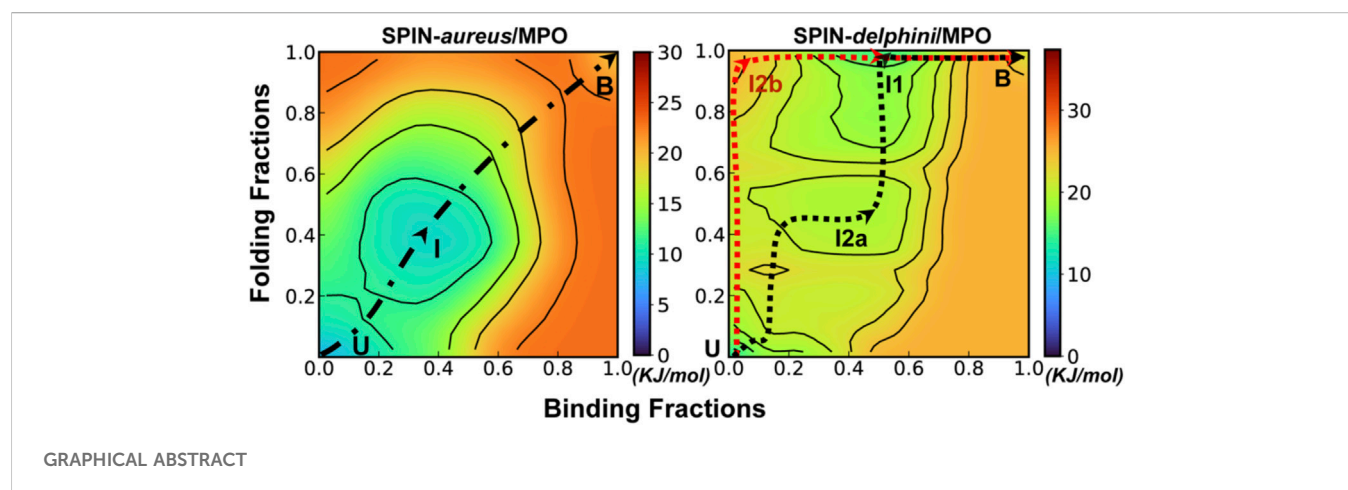 SPIN-aureus/MPO
SPIN-delphini/MPO
Folding Fractions
1.0
0.8
0.6
0.4
0.2
0.0 0.2 0.4 0.6 0.8 1.0
B
I
U
30
25
20
15
10
5
0
(KJ/mol)
1.0
0.8
0.6
0.4
0.2
U
0.0 0.2 0.4 0.6 0.8 1.0
I2b
I1
B
I2a
30
20
10
0
(KJ/mol)
Binding Fractions
GRAPHICAL ABSTRACT